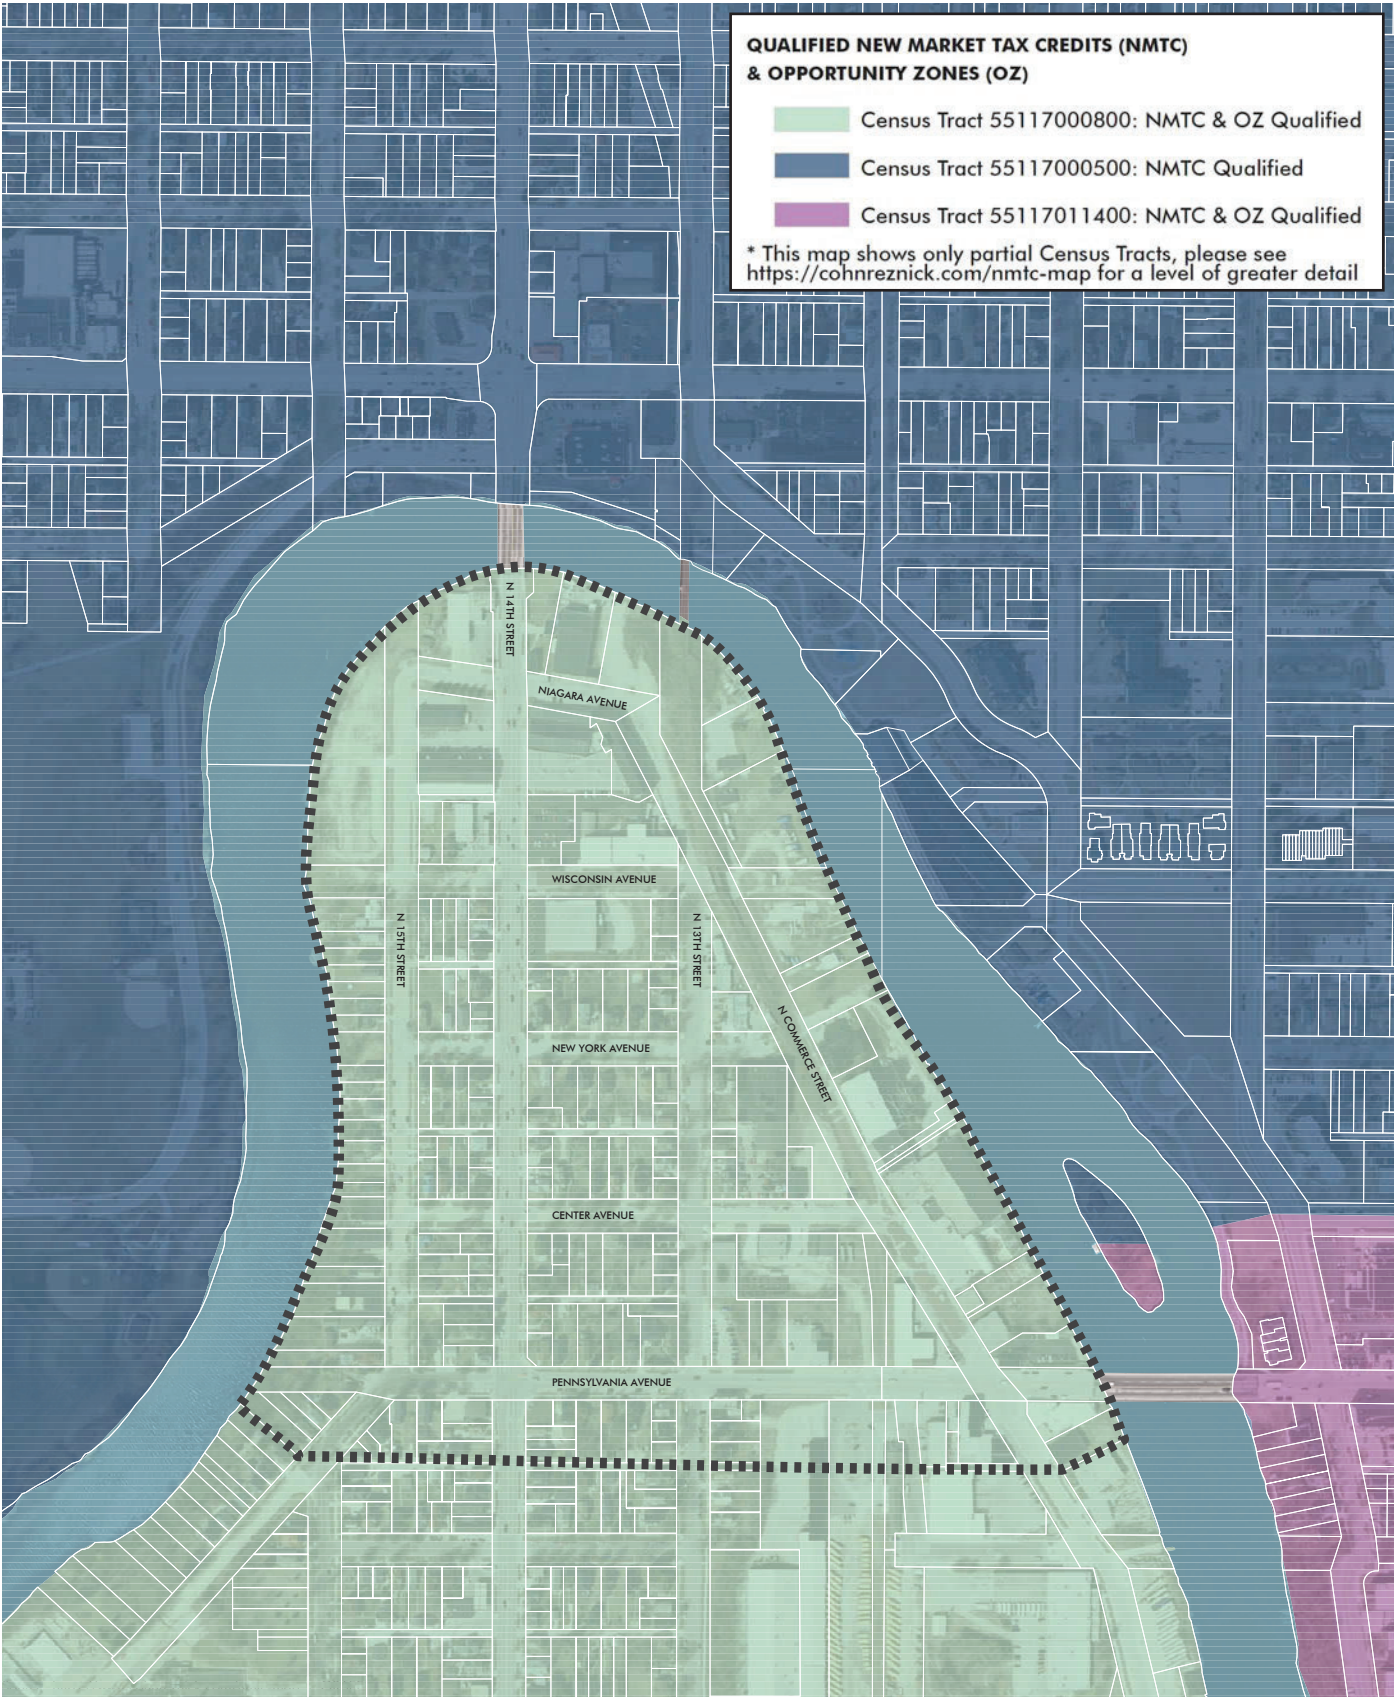 QUALIFIED NEW MARKET TAX CREDITS (NMTC)
& OPPORTUNITY ZONES (OZ)
Census Tract 55117000800: NMTC & OZ Qualified
Census Tract 55117000500: NMTC Qualified
Census Tract 55117011400: NMTC & OZ Qualified
* This map shows only partial Census Tracts, please see
https://cohnreznick.com/nmtc-map for a level of greater detail
N 14TH STREET
NIAGARA AVENUE
WISCONSIN AVENUE
N 15TH STREET
N 13TH STREET
N COMMERCE STREET
NEW YORK AVENUE
CENTER AVENUE
PENNSYLVANIA AVENUE